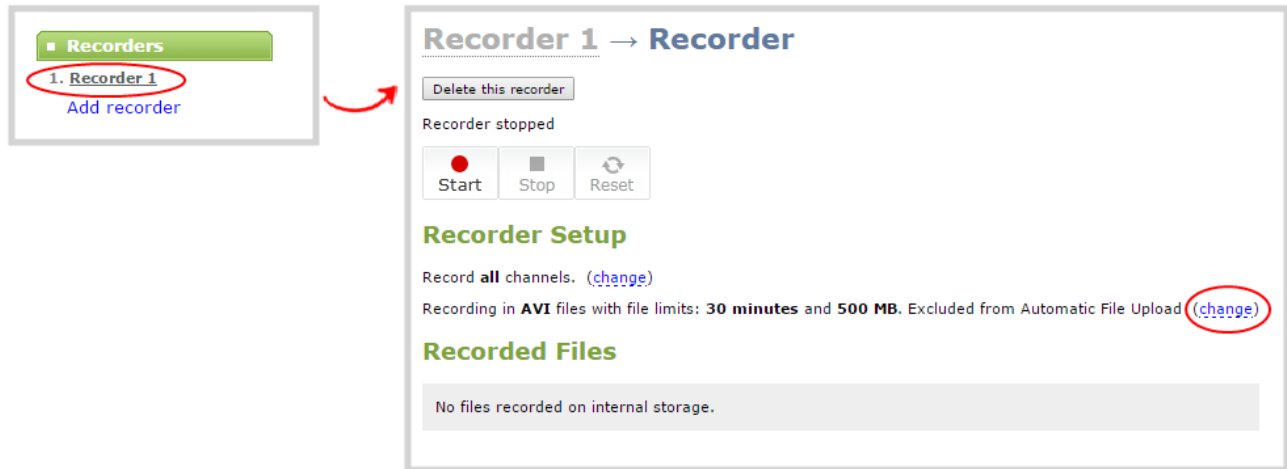 Recorders
1. Recorder 1
Add recorder
Recorder 1 → Recorder
Delete this recorder
Recorder stopped
Start Stop Reset
Recorder Setup
Record all channels. (change)
Recording in AVI files with file limits: 30 minutes and 500 MB. Excluded from Automatic File Upload (change)
Recorded Files
No files recorded on internal storage.